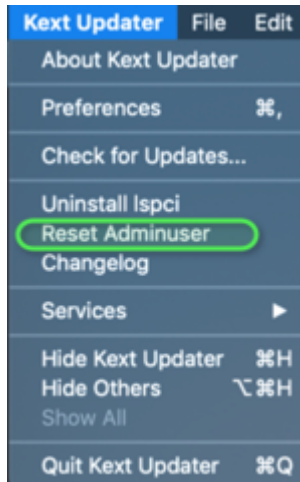 Kext Updater File Edit
About Kext Updater
Preferences ⌘,
Check for Updates...
Uninstall lspci
Reset Adminuser
Changelog
Services ▶
Hide Kext Updater ⌘H
Hide Others ⌥⌘H
Show All
Quit Kext Updater ⌘Q